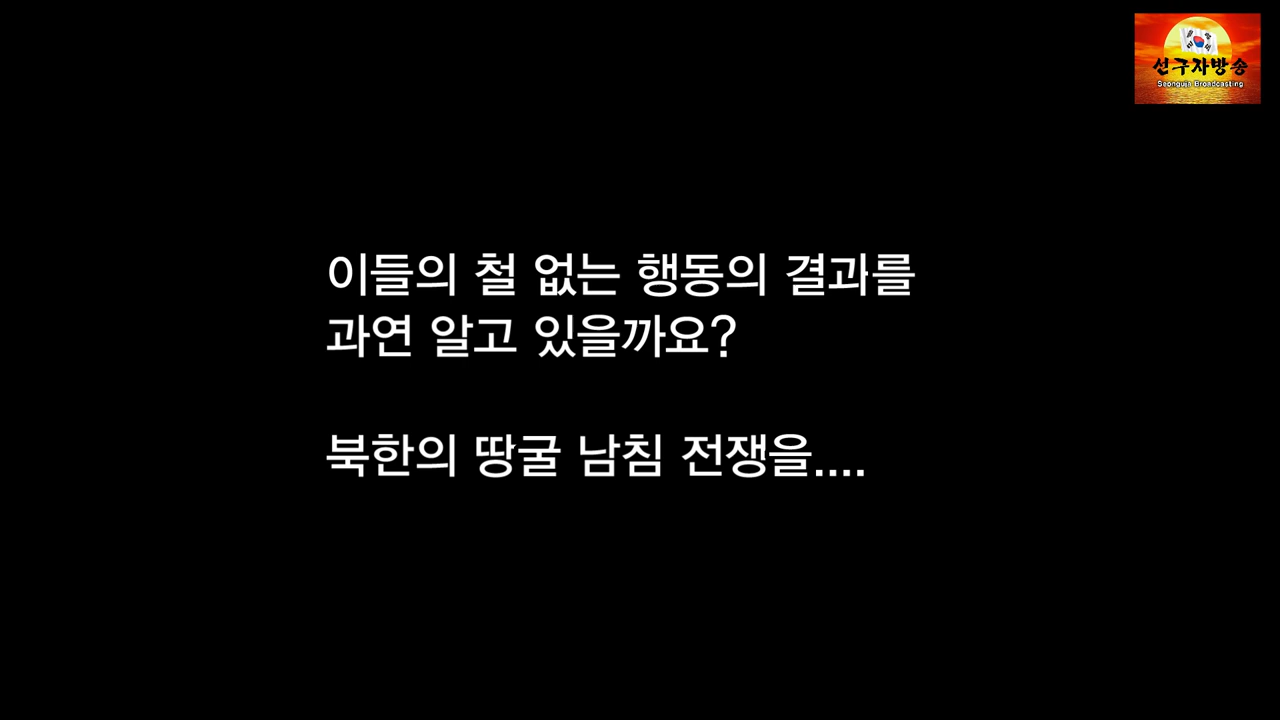 선구자방송
Seonguja Broadcasting
이들의 철 없는 행동의 결과를
과연 알고 있을까요?
북한의 땅굴 남침 전쟁을....